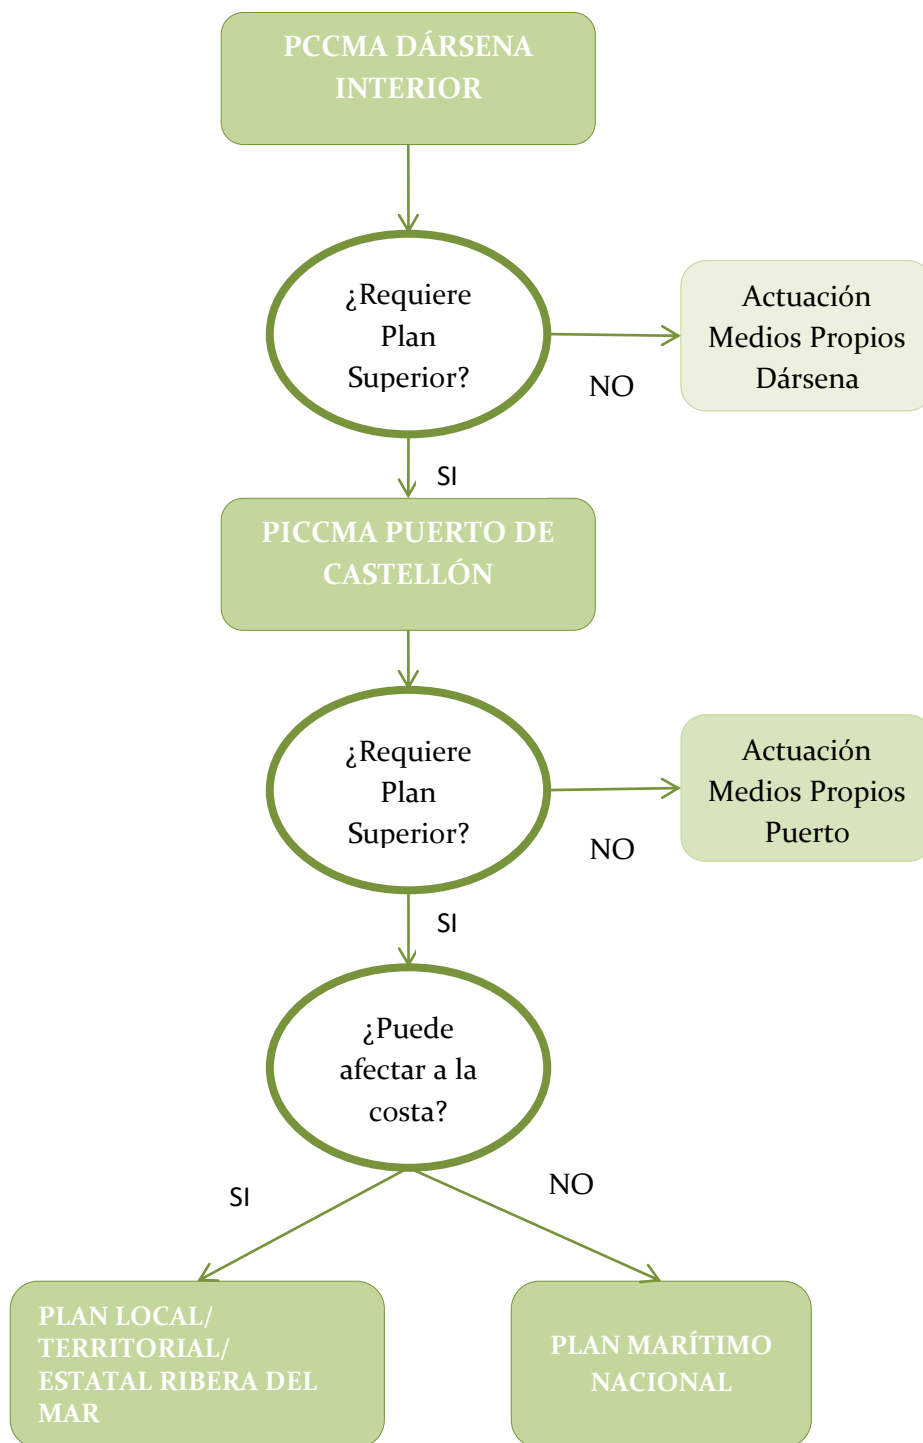 PCCMA DÁRSENA
INTERIOR
¿Requiere
Plan
Superior?
NO
Actuación
Medios Propios
Dársena
SI
PICCMA PUERTO DE
CASTELLÓN
¿Requiere
Plan
Superior?
NO
Actuación
Medios Propios
Puerto
SI
¿Puede
afectar a la
costa?
SI
NO
PLAN LOCAL/
TERRITORIAL/
ESTATAL RIBERA DEL
MAR
PLAN MARÍTIMO
NACIONAL